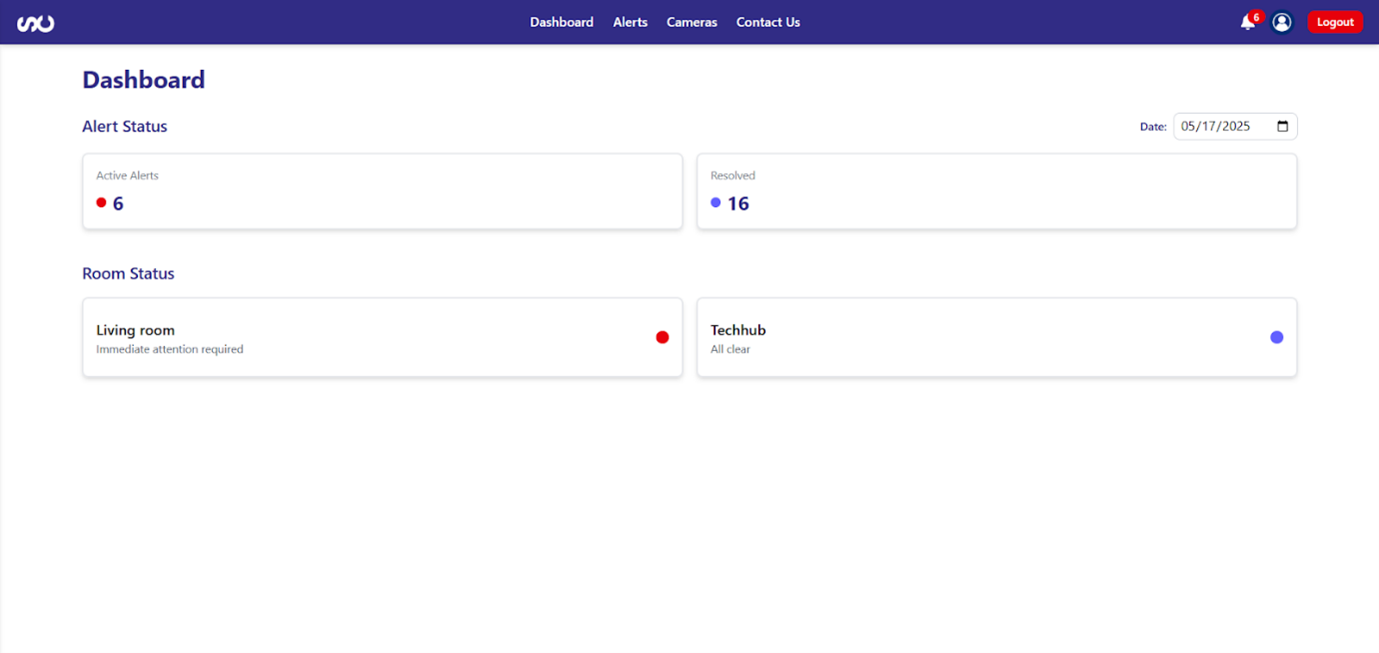 Dashboard Alerts Cameras Contact Us 6 Logout
Dashboard
Alert Status
Date: 05/17/2025
Active Alerts
6
Resolved
16
Room Status
Living room
Immediate attention required
Techhub
All clear